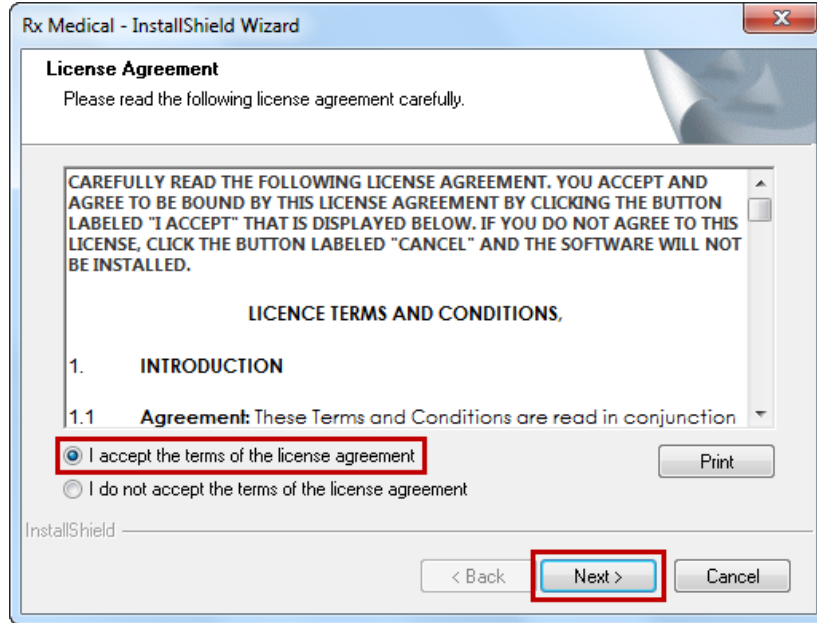 Rx Medical - InstallShield Wizard
License Agreement
Please read the following license agreement carefully.
CAREFULLY READ THE FOLLOWING LICENSE AGREEMENT. YOU ACCEPT AND
AGREE TO BE BOUND BY THIS LICENSE AGREEMENT BY CLICKING THE BUTTON
LABELED "I ACCEPT" THAT IS DISPLAYED BELOW. IF YOU DO NOT AGREE TO THIS
LICENSE, CLICK THE BUTTON LABELED "CANCEL" AND THE SOFTWARE WILL NOT
BE INSTALLED.
LICENCE TERMS AND CONDITIONS,
1. INTRODUCTION
1.1 Agreement: These Terms and Conditions are read in conjunction
I accept the terms of the license agreement
Print
I do not accept the terms of the license agreement
InstallShield
< Back Next > Cancel